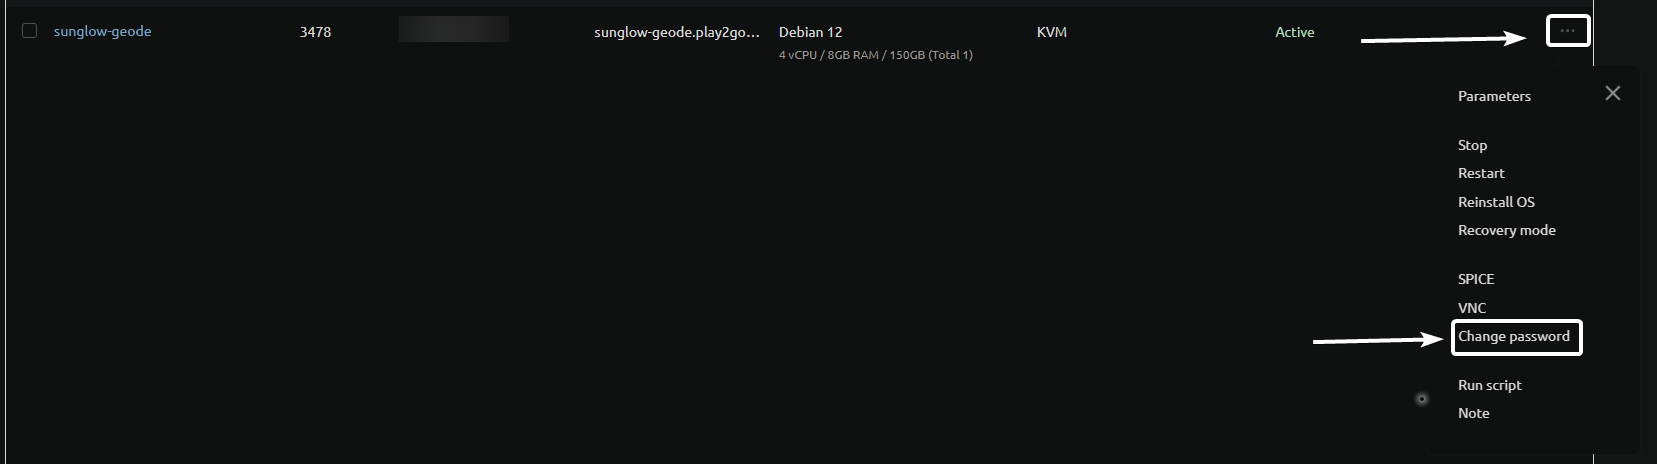 sunglow-geode 3478 sunglow-geode.play2go... Debian 12 KVM Active ...
4 vCPU / 8GB RAM / 150GB (Total 1)
Parameters
Stop
Restart
Reinstall OS
Recovery mode
SPICE
VNC
Change password
Run script
Note